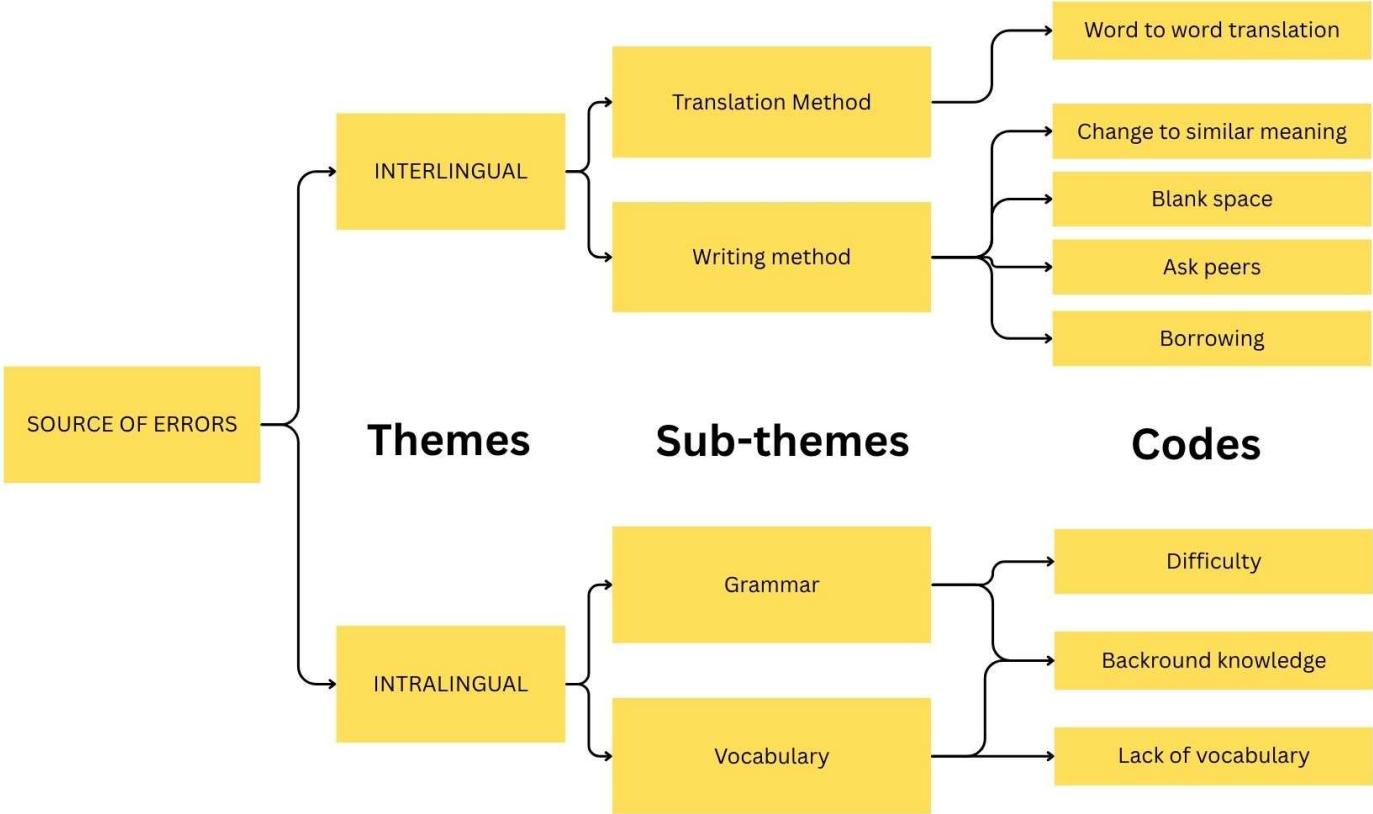 Word to word translation
Translation Method
Change to similar meaning
INTERLINGUAL
Blank space
Writing method
Ask peers
Borrowing
SOURCE OF ERRORS
Themes
Sub-themes
Codes
Difficulty
Grammar
Backround knowledge
INTRALINGUAL
Vocabulary
Lack of vocabulary